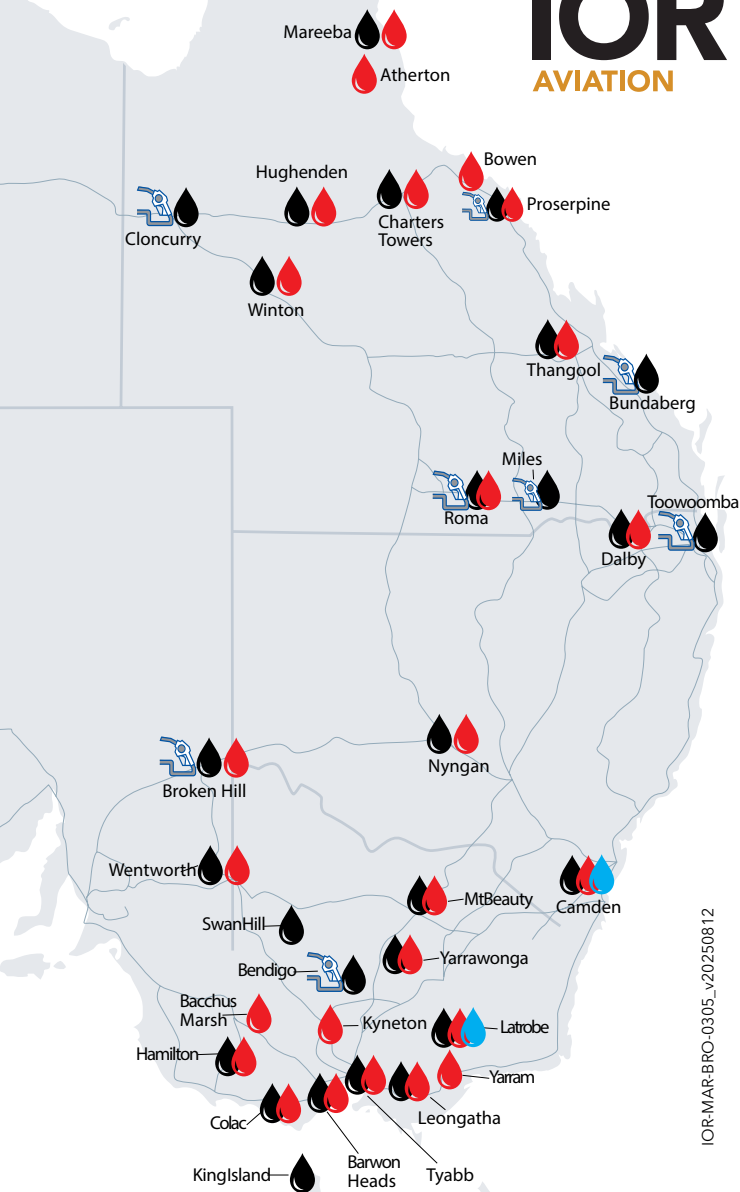 IOR
AVIATION
Mareeba
Atherton
Bowen
Hughenden
Proserpine
Charters
Towers
Cloncurry
Winton
Thangool
Bundaberg
Miles
Roma
Toowoomba
Dalby
Nyngan
Broken Hill
Wentworth
MtBeauty
Camden
SwanHill
Yarrawonga
Bendigo
Bacchus
Marsh
Kyneton
Latrobe
Hamilton
Yarram
Leongatha
Colac
Barwon
Heads
Tyabb
KingIsland
IOR-MAR-BRO-0305_v20250812